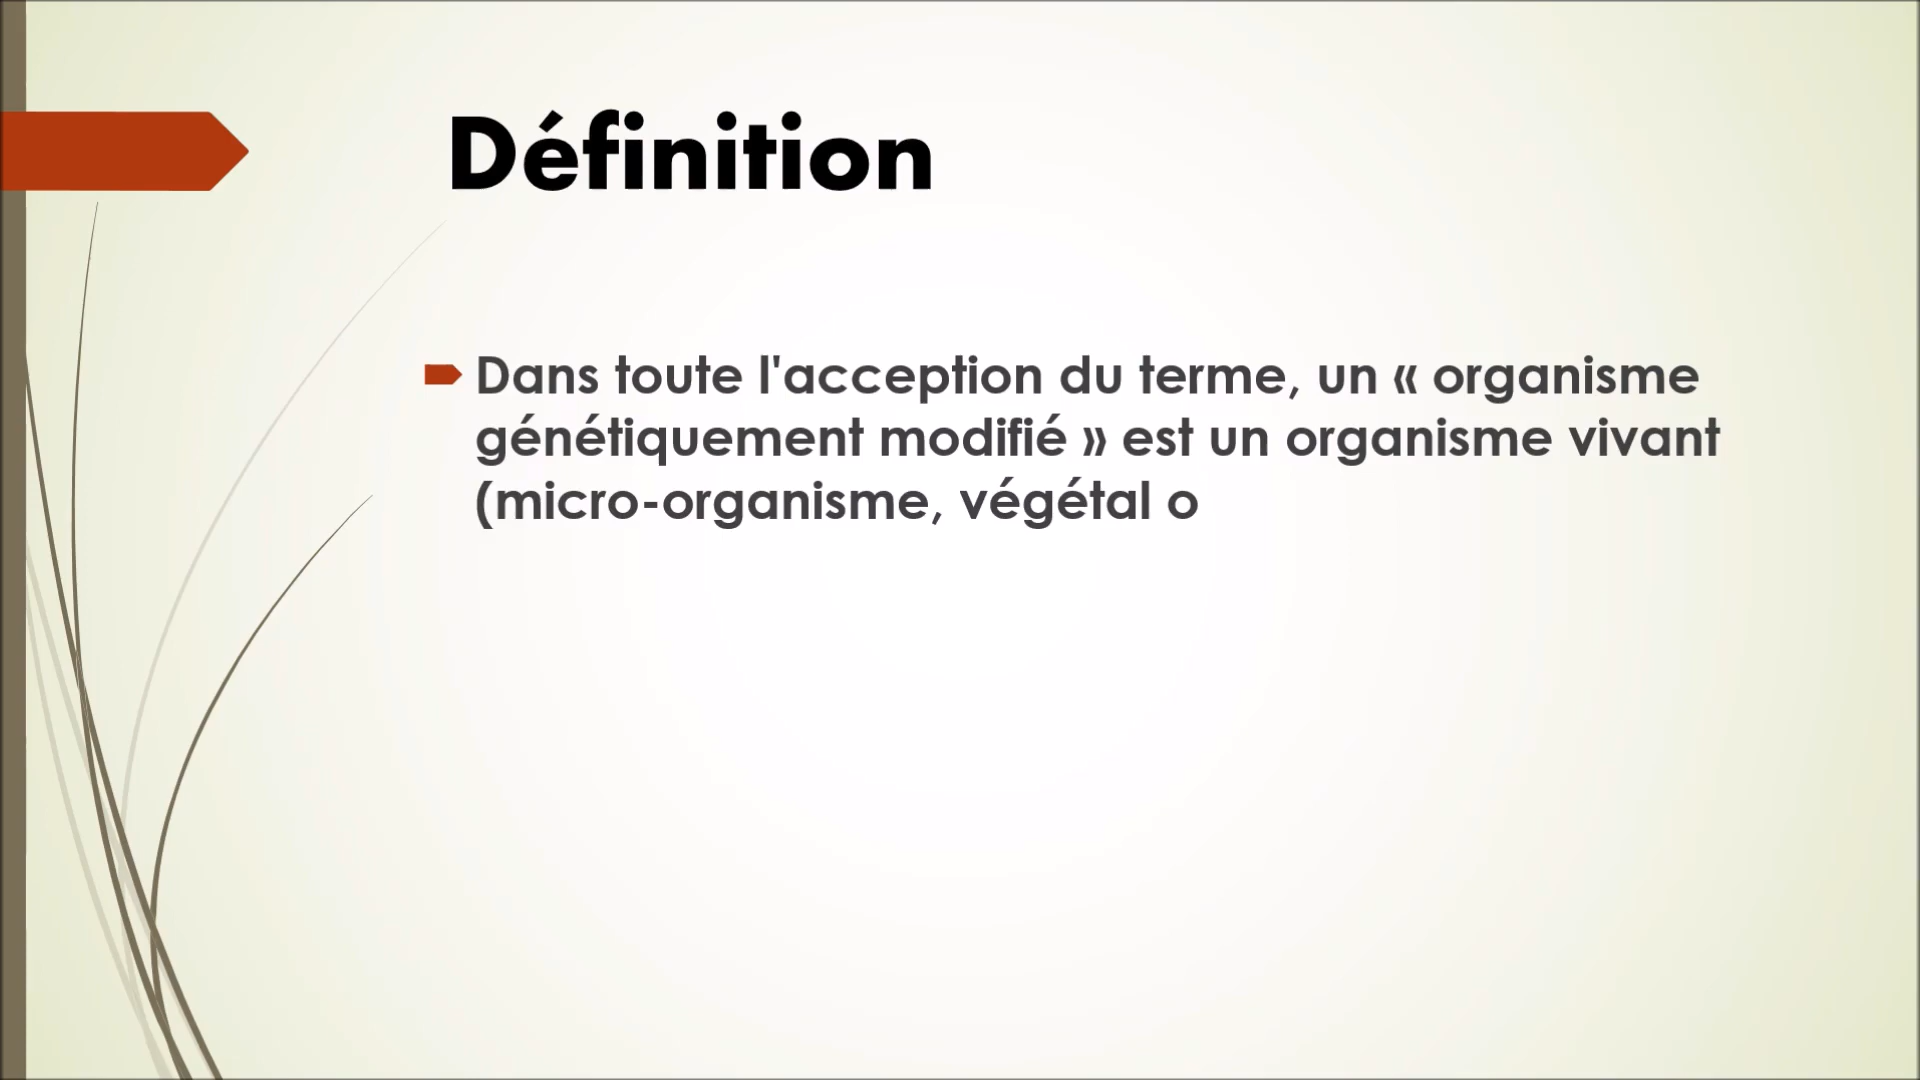 Définition
Dans toute l'acception du terme, un « organisme
génétiquement modifié » est un organisme vivant
(micro-organisme, végétal o